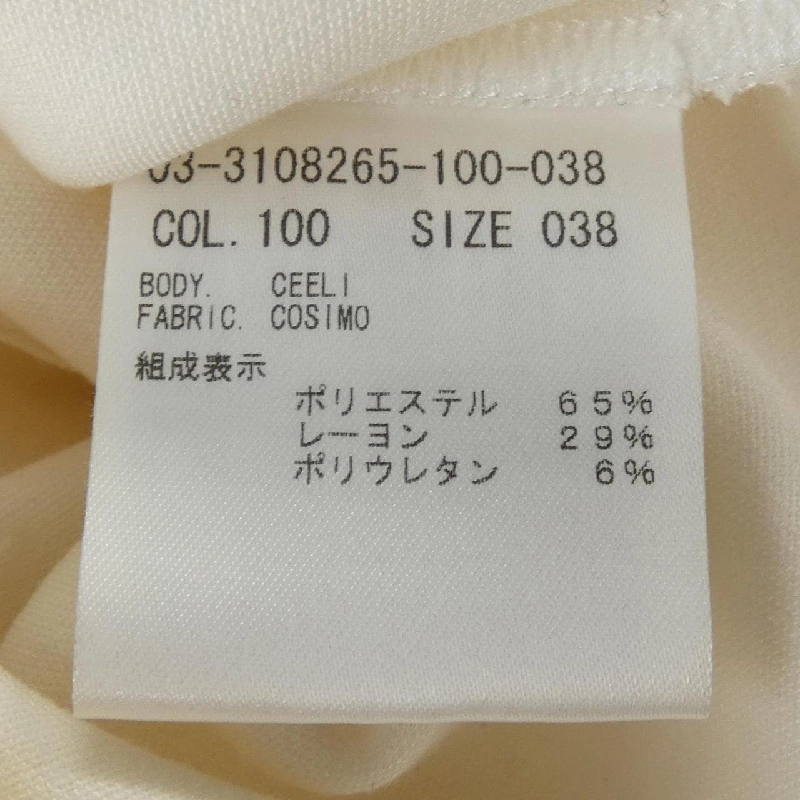 03-3108265-100-038
COL. 100 SIZE 038
BODY. CEELI
FABRIC. COSIMO
組成表示
ポリエステル 65%
レーヨン 29%
ポリウレタン 6%